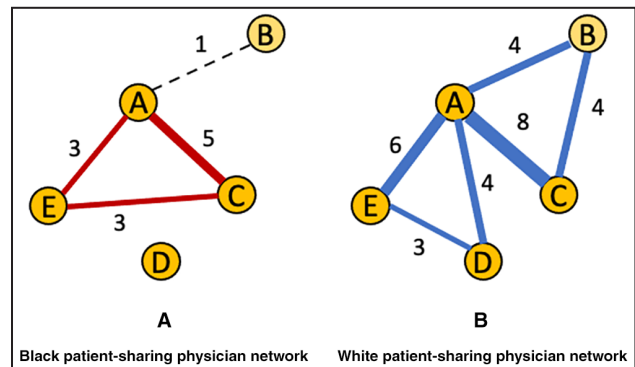 1
B
A
3
5
E
C
3
D
A
Black patient-sharing physician network
4
B
A
8
4
6
4
E
C
3
D
B
White patient-sharing physician network